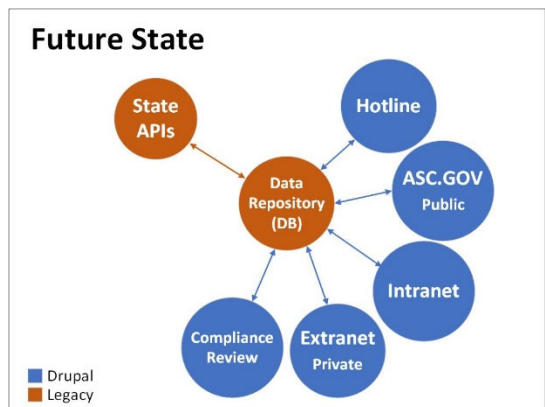 Future State
State
APIs
Hotline
Data
Repository
(DB)
ASC.GOV
Public
Intranet
Compliance
Review
Extranet
Private
Drupal
Legacy